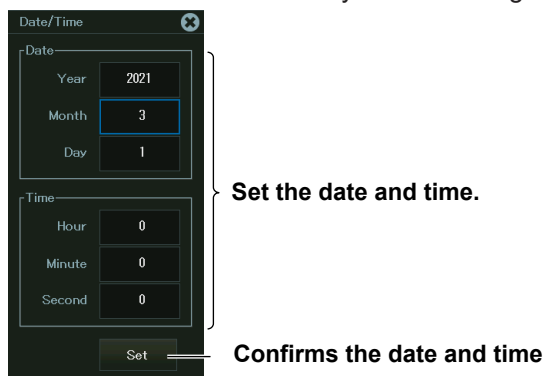 Date/Time
Date
Year 2021
Month 3
Day 1
Set the date and time.
Time
Hour 0
Minute 0
Second 0
Set
Confirms the date and time